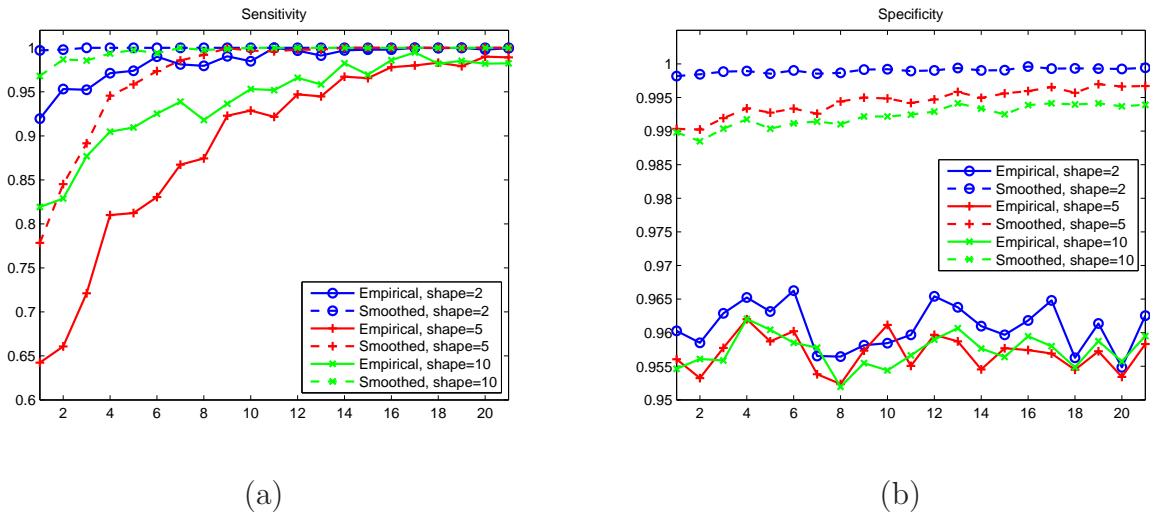 Sensitivity
1
0.95
0.9
0.85
0.8
0.75
0.7
0.65
0.6
2 4 6 8 10 12 14 16 18 20
Empirical, shape=2
Smoothed, shape=2
Empirical, shape=5
Smoothed, shape=5
Empirical, shape=10
Smoothed, shape=10
(a)
Specificity
1
0.995
0.99
0.985
0.98
0.975
0.97
0.965
0.96
0.955
0.95
2 4 6 8 10 12 14 16 18 20
Empirical, shape=2
Smoothed, shape=2
Empirical, shape=5
Smoothed, shape=5
Empirical, shape=10
Smoothed, shape=10
(b)